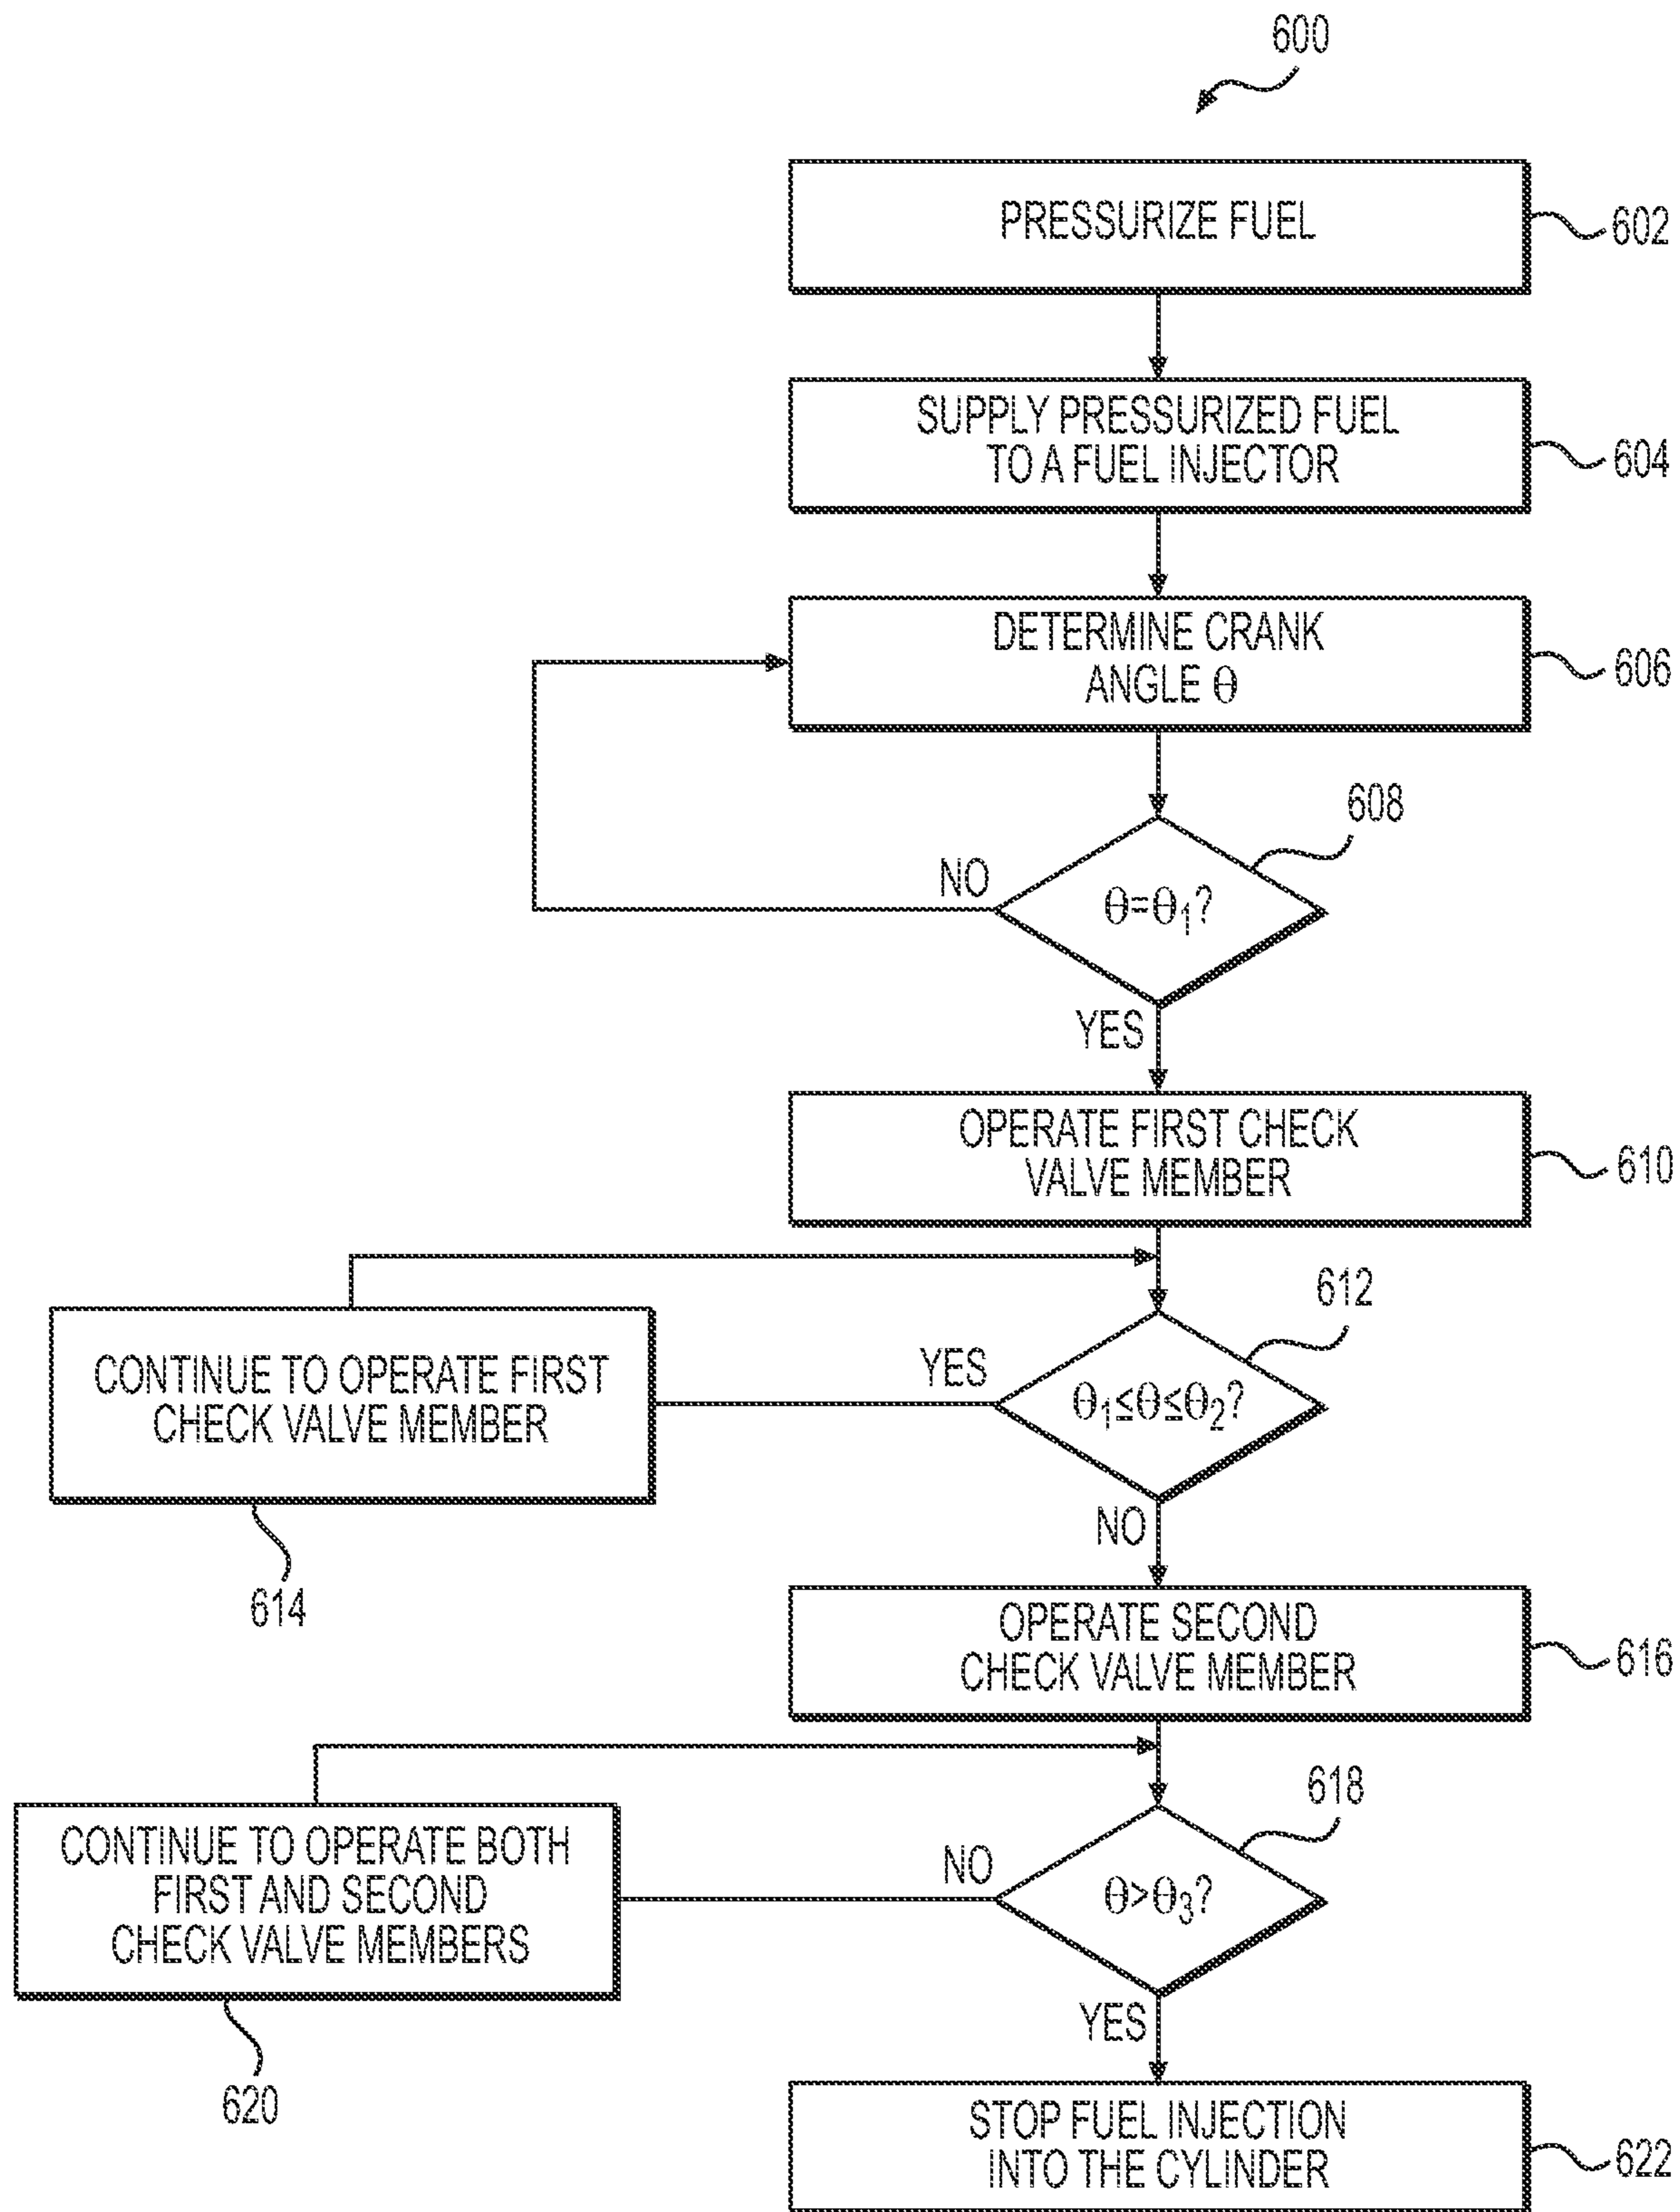 600
PRESSURIZE FUEL
602
SUPPLY PRESSURIZED FUEL
TO A FUEL INJECTOR
604
DETERMINE CRANK
ANGLE θ
606
608
NO
θ=θ₁?
YES
OPERATE FIRST CHECK
VALVE MEMBER
610
612
CONTINUE TO OPERATE FIRST
CHECK VALVE MEMBER
YES
θ₁≤θ≤θ₂?
614
NO
OPERATE SECOND
CHECK VALVE MEMBER
616
618
CONTINUE TO OPERATE BOTH
FIRST AND SECOND
CHECK VALVE MEMBERS
NO
θ>θ₃?
620
YES
STOP FUEL INJECTION
INTO THE CYLINDER
622